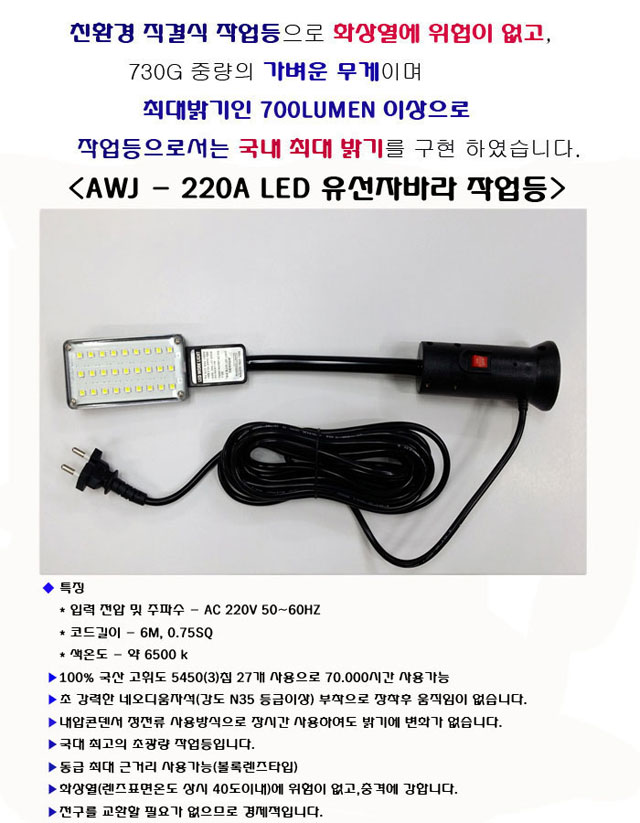 친환경 직결식 작업등으로 화상열에 위험이 없고,
730G 중량의 가벼운 무게이며
최대밝기인 700LUMEN 이상으로
작업등으로서는 국내 최대 밝기를 구현 하였습니다.
<AWJ - 220A LED 유선자바라 작업등>
◆ 특징
* 입력 전압 및 주파수 - AC 220V 50~60HZ
* 코드길이 - 6M, 0.75SQ
* 색온도 - 약 6500 k
▶100% 국산 고휘도 5450(3)칩 27개 사용으로 70.000시간 사용가능
▶초 강력한 네오디움자석(강도 N35 등급이상) 부착으로 장착후 움직임이 없습니다.
▶내압콘덴서 정전류 사용방식으로 장시간 사용하여도 밝기에 변화가 없습니다.
▶국대 최고의 초광량 작업등입니다.
▶동급 최대 근거리 사용가능(볼록렌스타입)
▶화상열(렌스표면온도 상시 40도이내)에 위험이 없고,충격에 강합니다.
▶전구를 교환할 필요가 없으므로 경제적입니다.